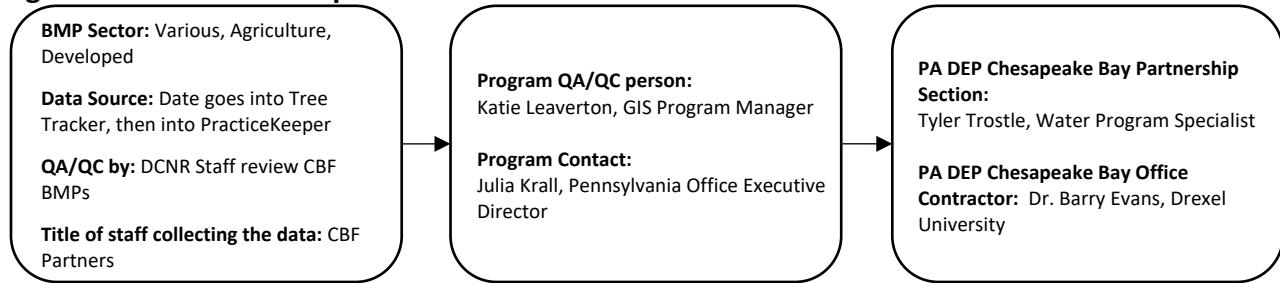 BMP Sector: Various, Agriculture,
Developed
Data Source: Date goes into Tree
Tracker, then into PracticeKeeper
QA/QC by: DCNR Staff review CBF
BMPs
Title of staff collecting the data: CBF
Partners
Program QA/QC person:
Katie Leaverton, GIS Program Manager
Program Contact:
Julia Krall, Pennsylvania Office Executive
Director
PA DEP Chesapeake Bay Partnership
Section:
Tyler Trostle, Water Program Specialist
PA DEP Chesapeake Bay Office
Contractor: Dr. Barry Evans, Drexel
University